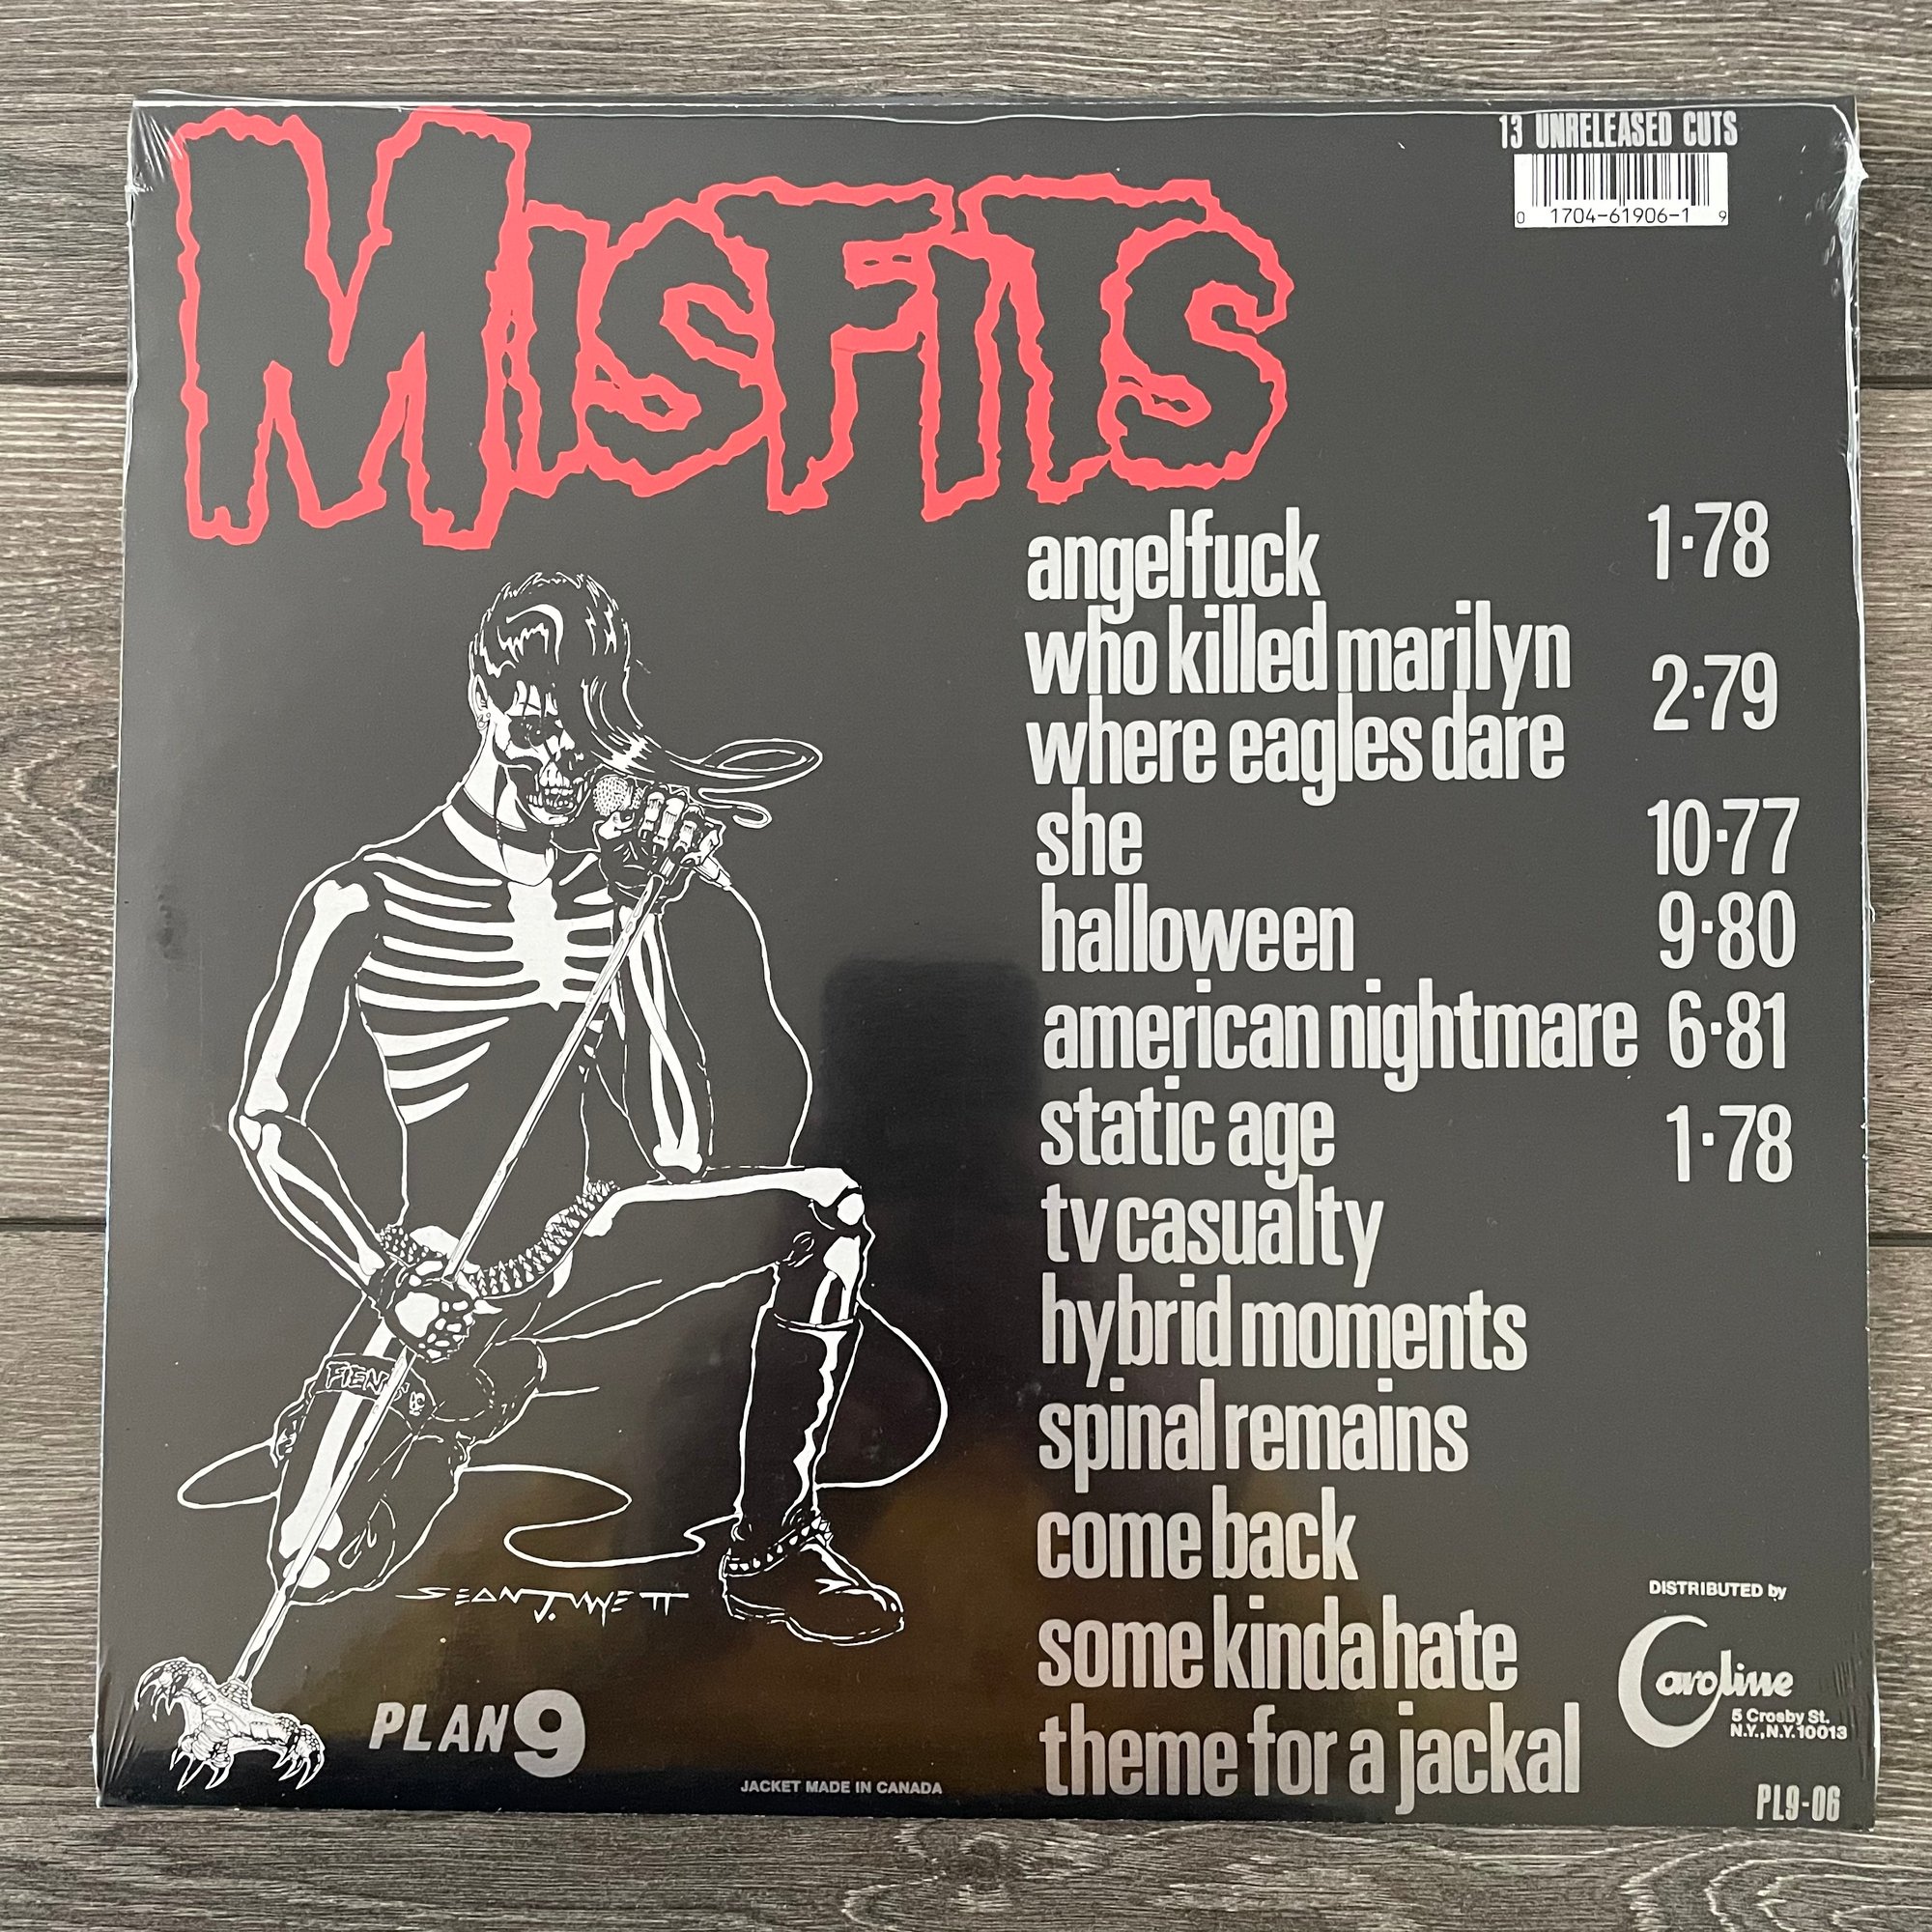 MISFITS
13 UNRELEASED CUTS
0 1704-61906-1 9
angelfuck 1·78
who killed marilyn
2·79
where eagles dare
she 10·77
halloween 9·80
american nightmare 6·81
static age 1·78
tv casualty
hybrid moments
spinal remains
come back
some kinda hate
theme for a jackal
FIEND
SEAN J. WYETT
PLAN 9
JACKET MADE IN CANADA
DISTRIBUTED by
Caroline
5 Crosby St.
N.Y., N.Y. 10013
PL9-06